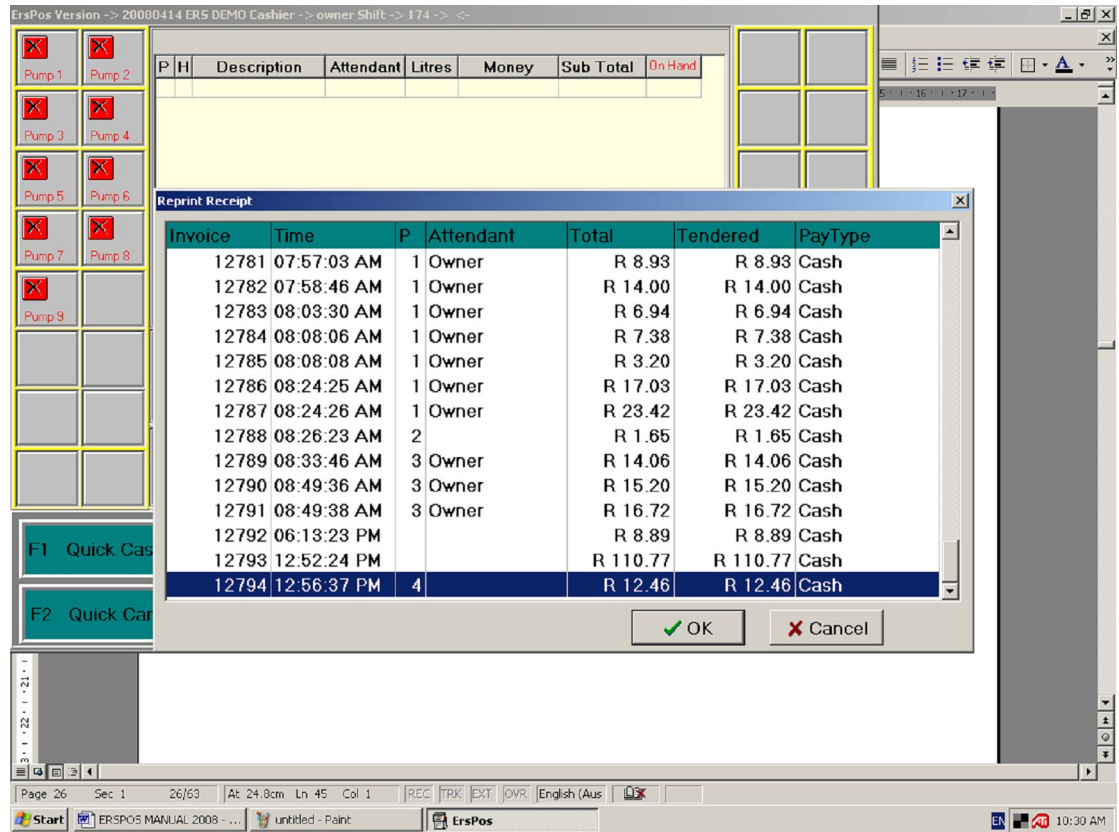 ErsPos Version -> 20080414 ERS DEMO Cashier -> owner Shift -> 174 -> <-
Pump 1 Pump 2
P H Description Attendant Litres Money Sub Total On Hand
5 16 17
Pump 3 Pump 4
Pump 5 Pump 6
Reprint Receipt
Invoice Time P Attendant Total Tendered PayType
Pump 7 Pump 8
12781 07:57:03 AM 1 Owner R 8.93 R 8.93 Cash
12782 07:58:46 AM 1 Owner R 14.00 R 14.00 Cash
12783 08:03:30 AM 1 Owner R 6.94 R 6.94 Cash
Pump 9
12784 08:08:06 AM 1 Owner R 7.38 R 7.38 Cash
12785 08:08:08 AM 1 Owner R 3.20 R 3.20 Cash
12786 08:24:25 AM 1 Owner R 17.03 R 17.03 Cash
12787 08:24:26 AM 1 Owner R 23.42 R 23.42 Cash
12788 08:26:23 AM 2 R 1.65 R 1.65 Cash
12789 08:33:46 AM 3 Owner R 14.06 R 14.06 Cash
12790 08:49:36 AM 3 Owner R 15.20 R 15.20 Cash
12791 08:49:38 AM 3 Owner R 16.72 R 16.72 Cash
12792 06:13:23 PM R 8.89 R 8.89 Cash
12793 12:52:24 PM R 110.77 R 110.77 Cash
12794 12:56:37 PM 4 R 12.46 R 12.46 Cash
F1 Quick Cas
F2 Quick Car
OK Cancel
21
22
Page 26 Sec 1 26/63 At 24.8cm Ln 45 Col 1 REC TRK EXT OVR English (Aus
Start ERSPOS MANUAL 2008 - ... untitled - Paint ErsPos EN ATI 10:30 AM